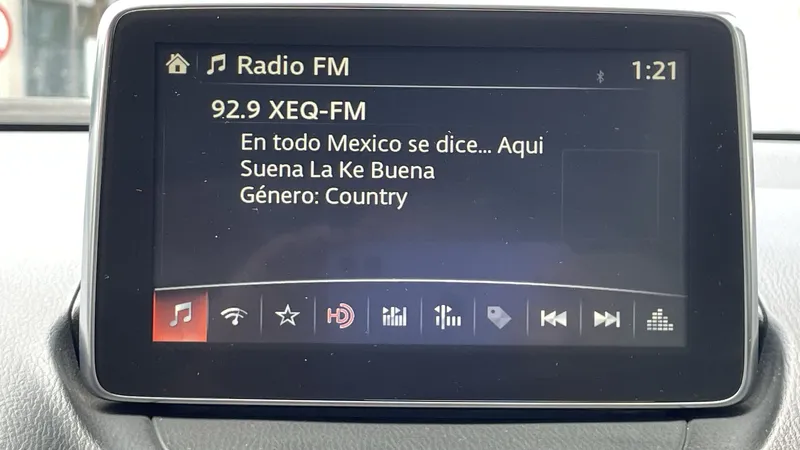 Radio FM
1:21
92.9 XEQ-FM
En todo Mexico se dice... Aqui
Suena La Ke Buena
Género: Country
HD